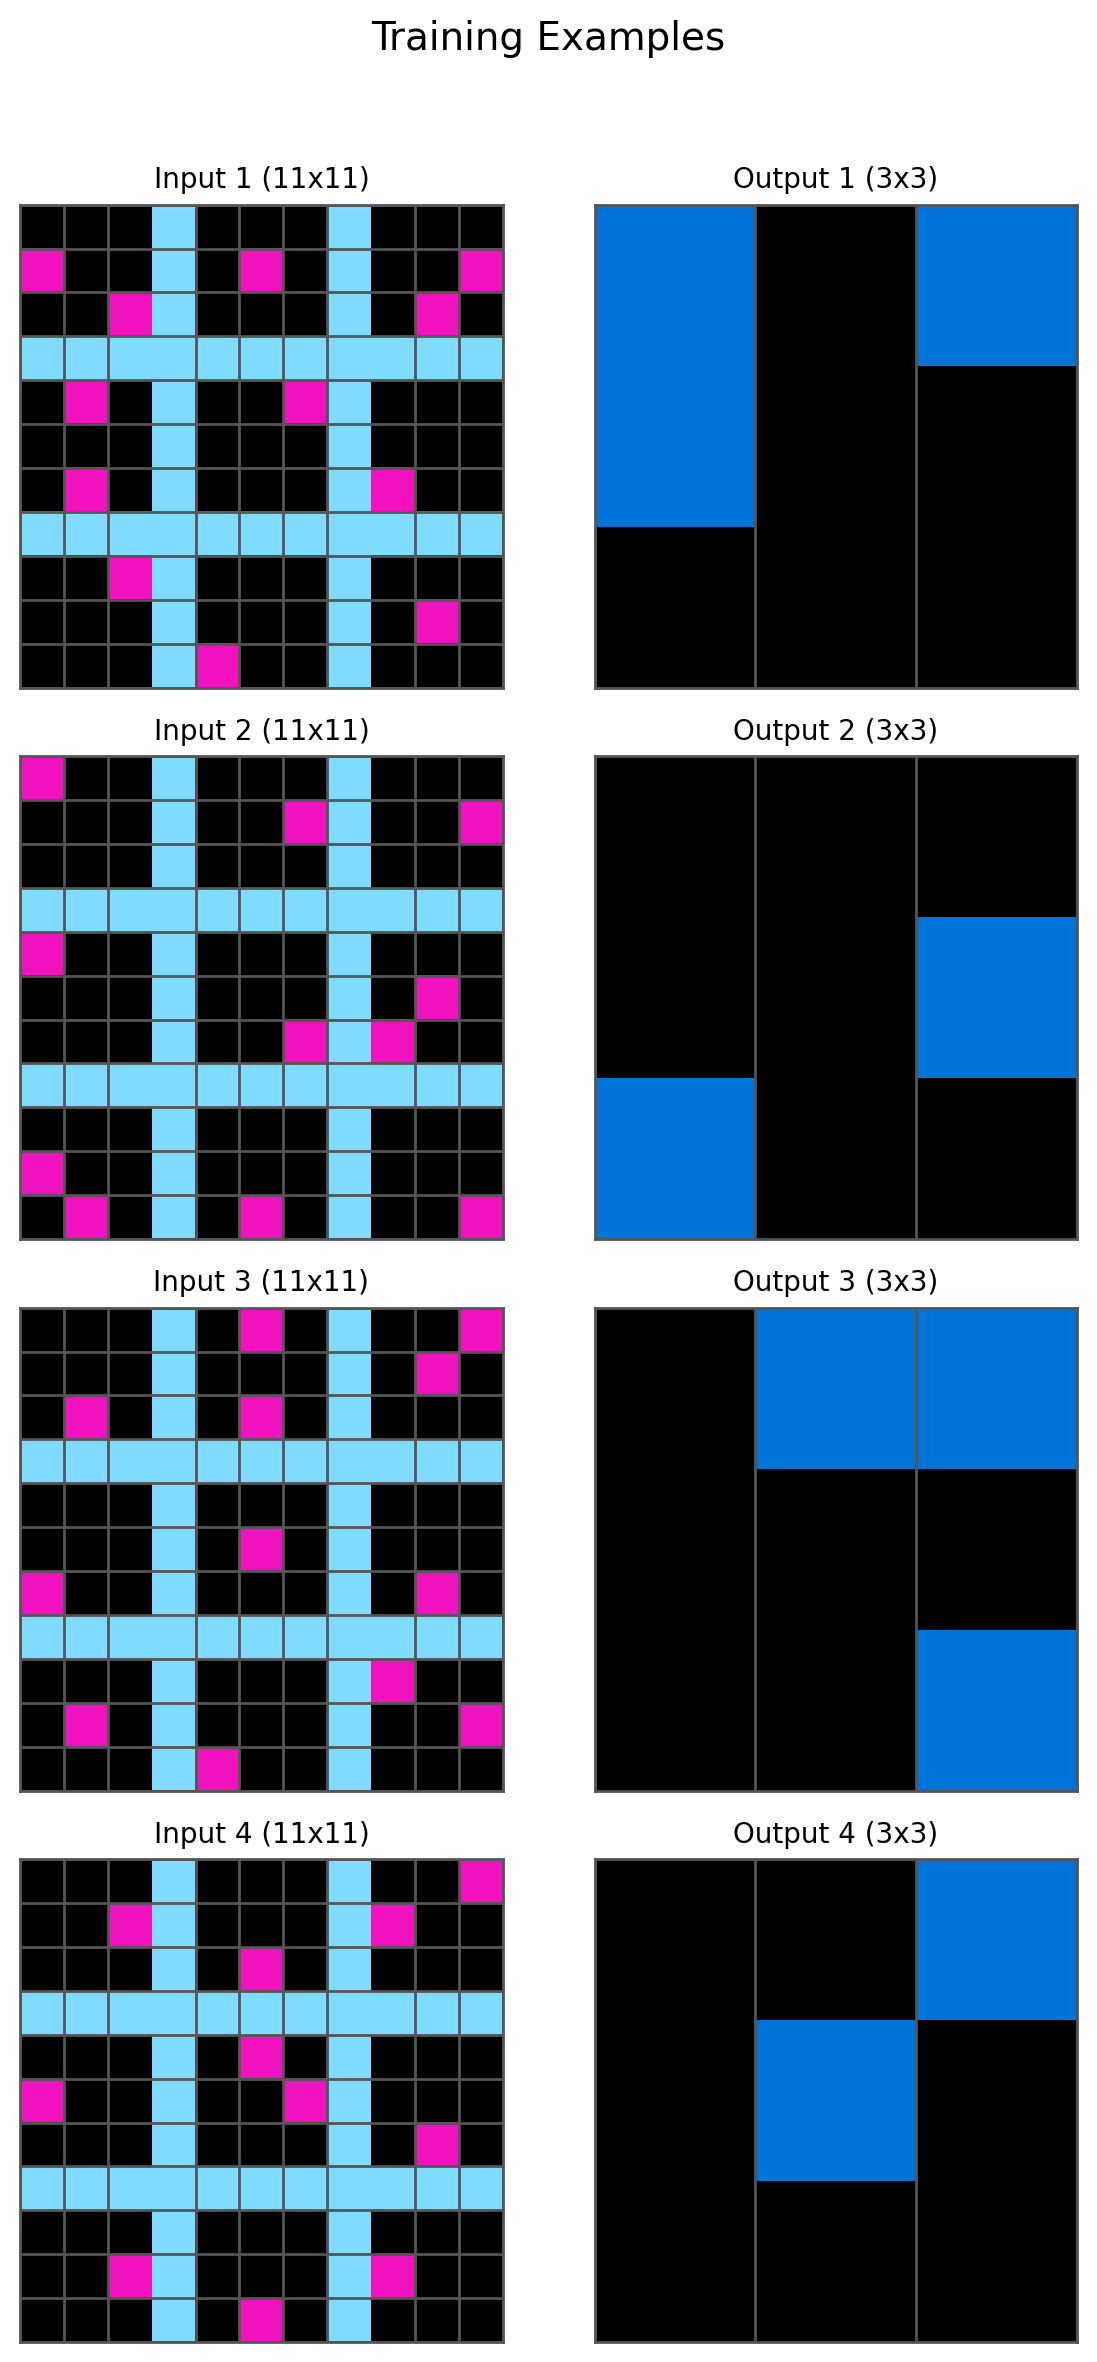 Training Examples
Input 1 (11x11)
Output 1 (3x3)
Input 2 (11x11)
Output 2 (3x3)
Input 3 (11x11)
Output 3 (3x3)
Input 4 (11x11)
Output 4 (3x3)